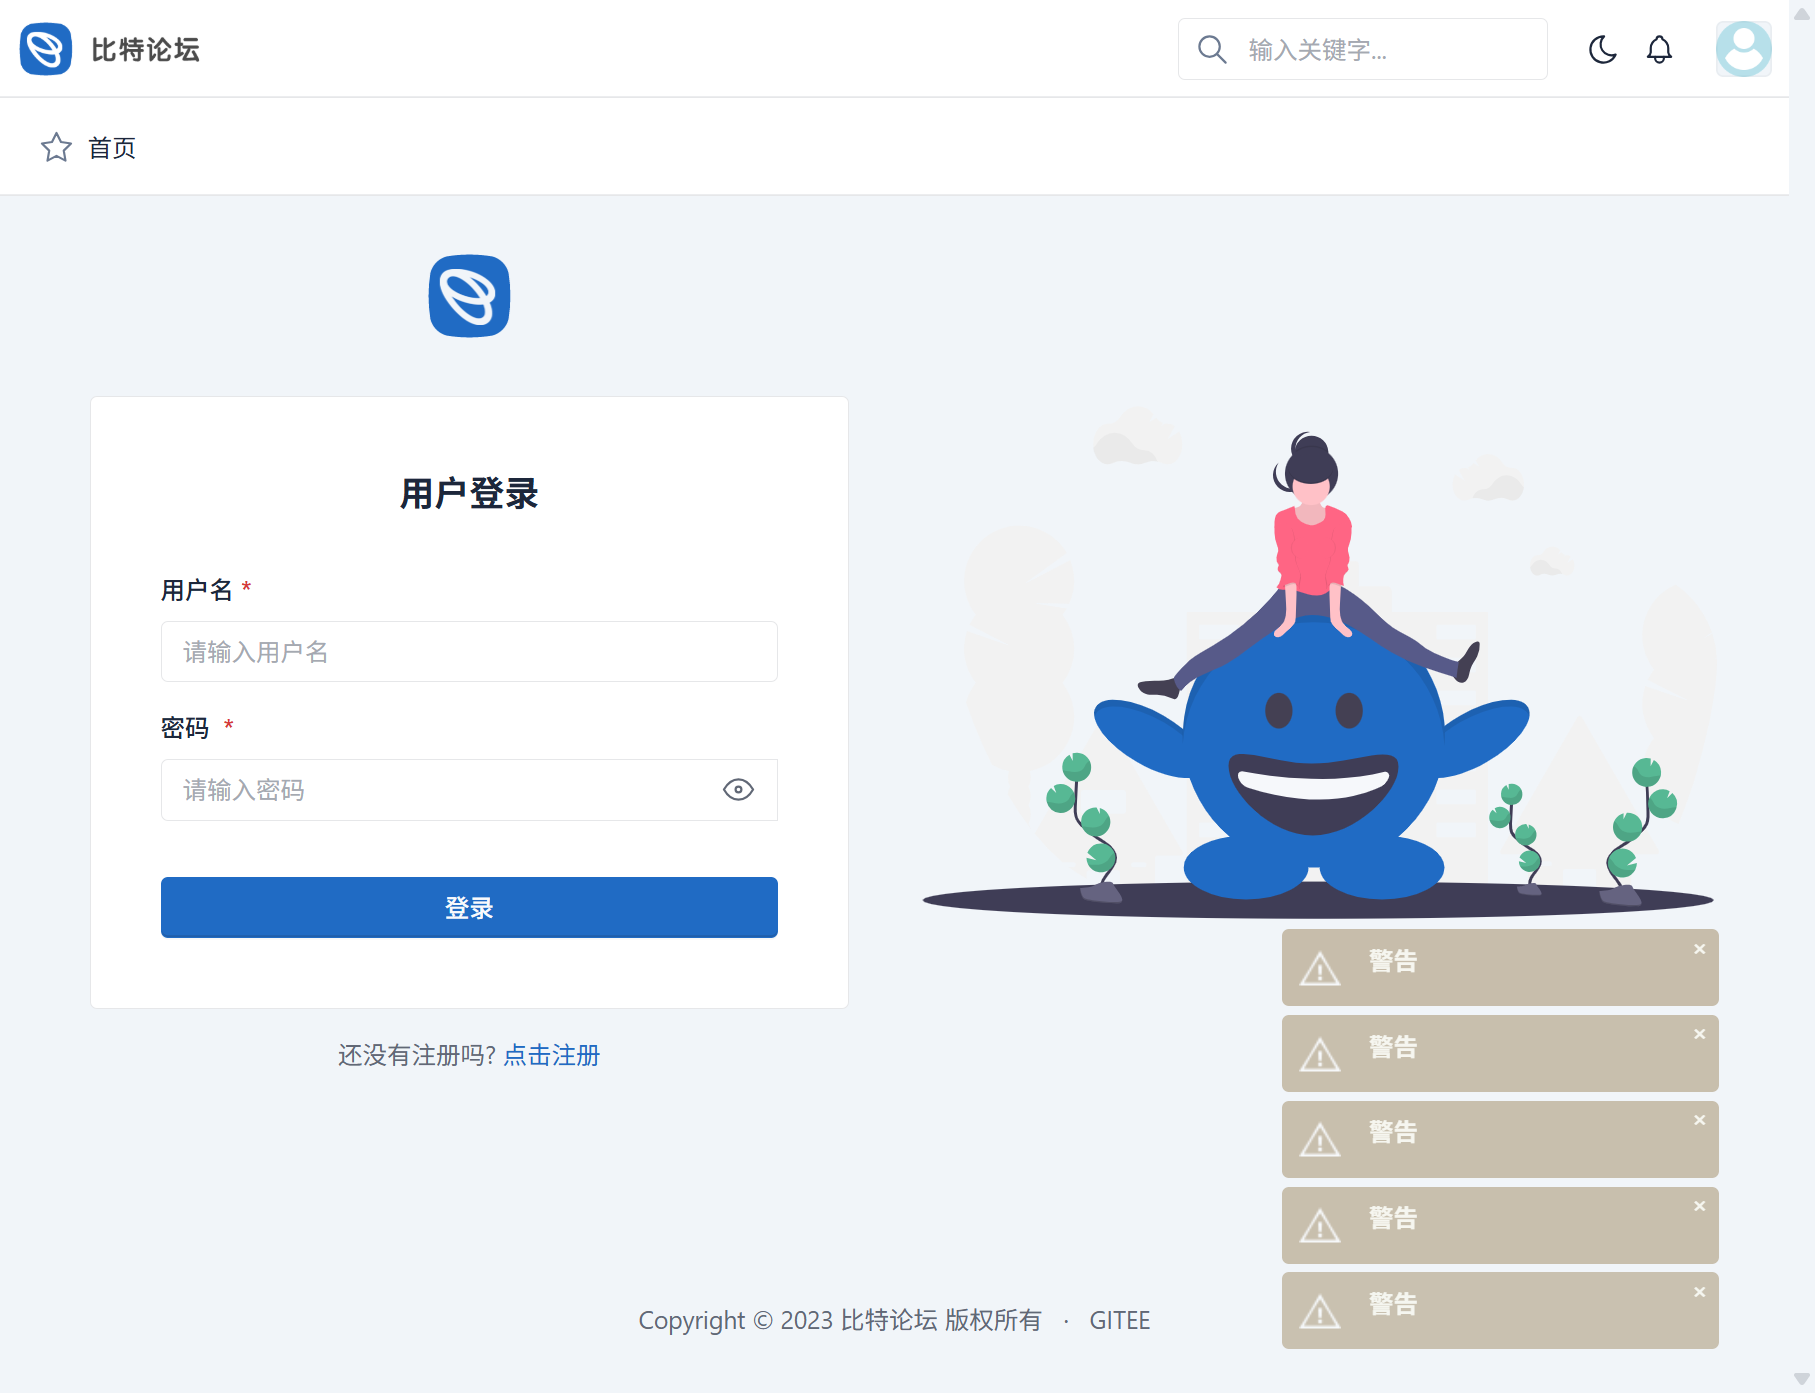 比特论坛
输入关键字...
首页
用户登录
用户名 *
请输入用户名
密码 *
请输入密码
登录
还没有注册吗? 点击注册
警告
警告
警告
警告
警告
Copyright © 2023 比特论坛 版权所有 · GITEE